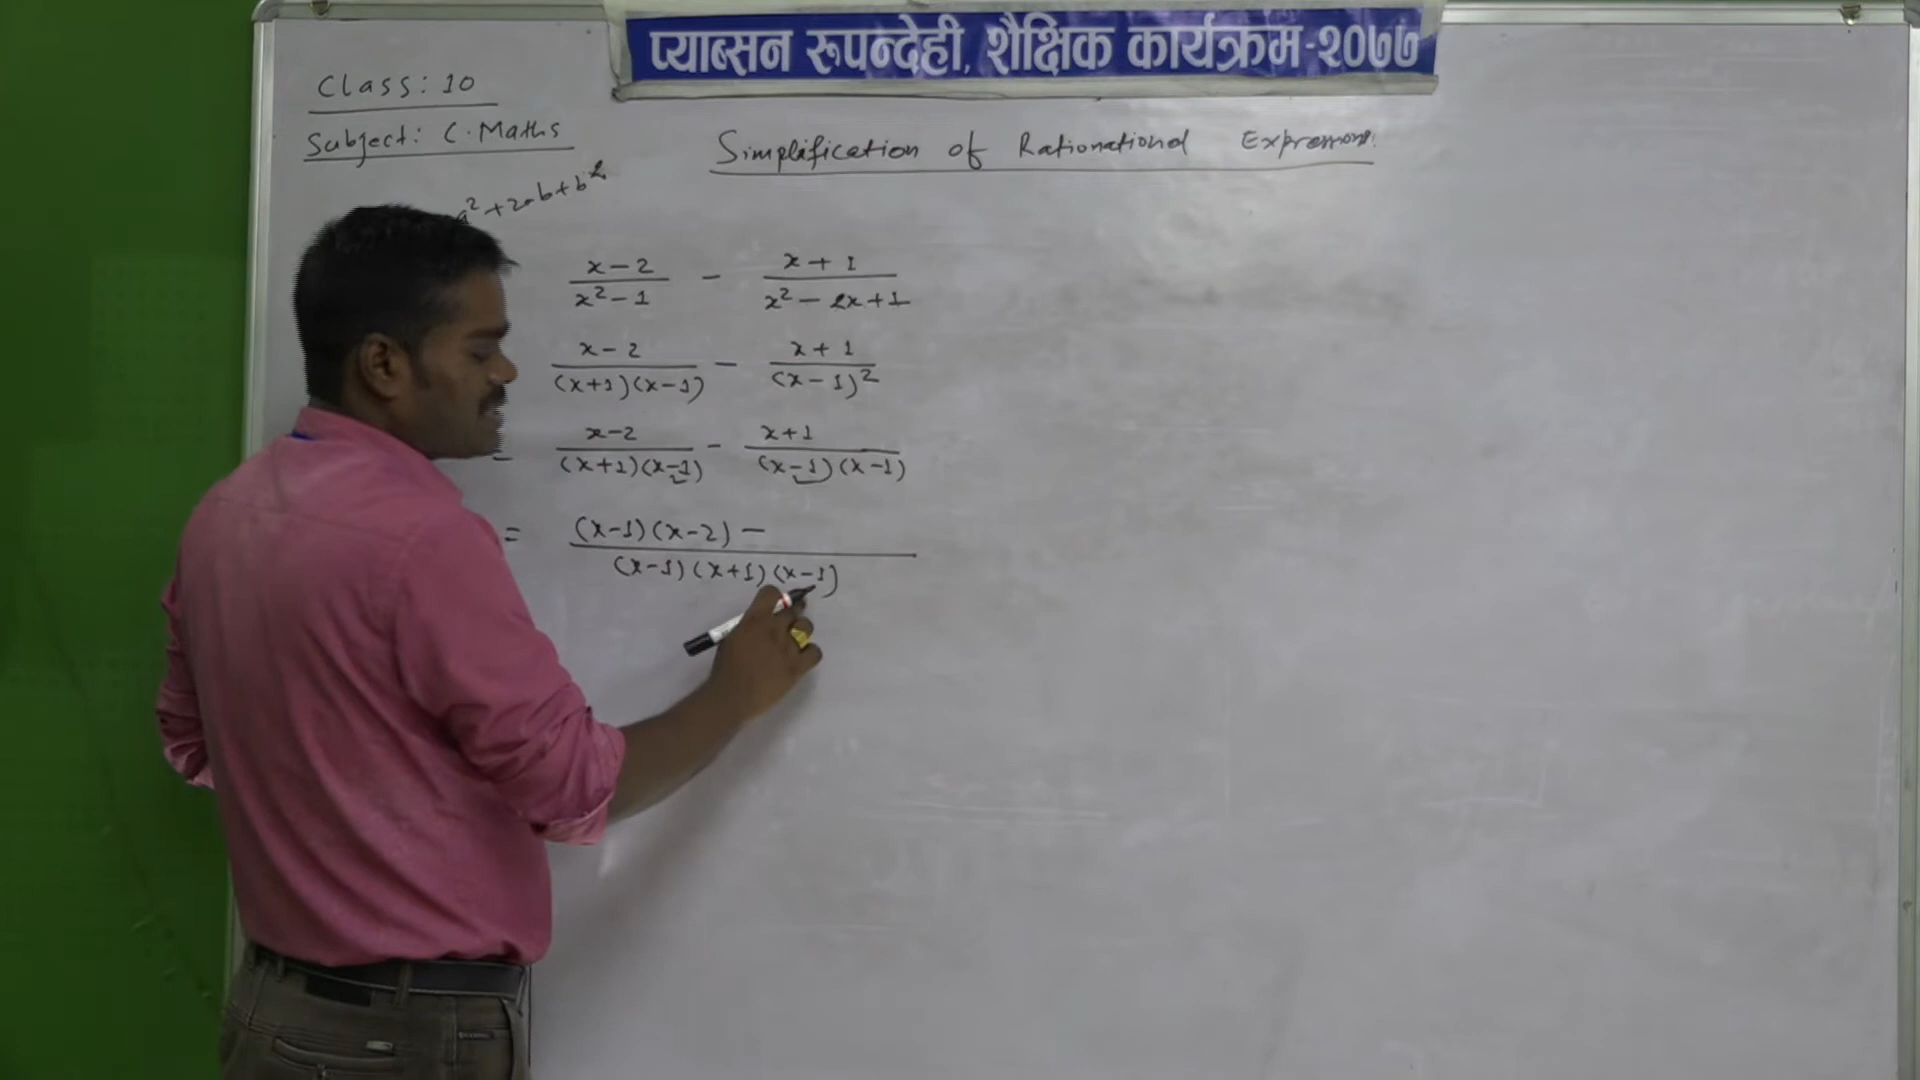 प्याब्सन रूपन्देही, शैक्षिक कार्यक्रम-२०७७
Class: 10
Subject: C. Maths
Simplification of Rationational Expressions.
a² + 2ab + b²
x-2 / x²-1 - x+1 / x²-2x+1
x-2 / (x+1)(x-1) - x+1 / (x-1)²
= x-2 / (x+1)(x-1) - x+1 / (x-1)(x-1)
= (x-1)(x-2) - / (x-1)(x+1)(x-1)